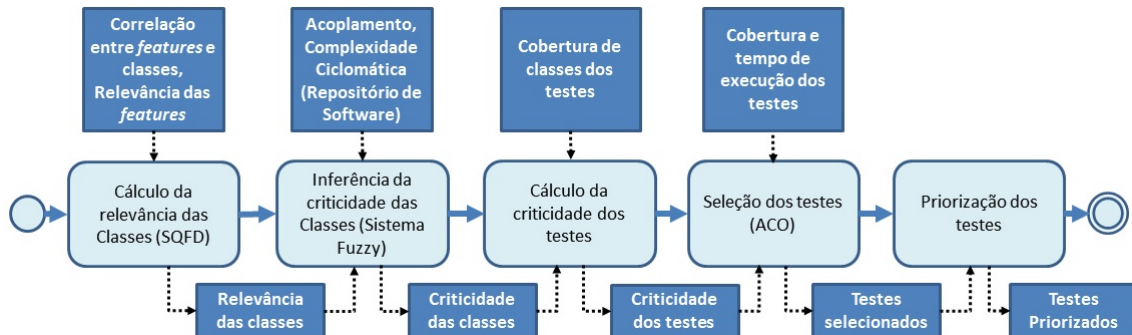 Correlação
entre features e
classes,
Relevância das
features
Acoplamento,
Complexidade
Ciclomática
(Repositório de
Software)
Cobertura de
classes dos
testes
Cobertura e
tempo de
execução dos
testes
Cálculo da
relevância das
Classes (SQFD)
Inferência da
criticidade das
Classes (Sistema
Fuzzy)
Cálculo da
criticidade dos
testes
Seleção dos testes
(ACO)
Priorização dos
testes
Relevância
das classes
Criticidade
das classes
Criticidade
dos testes
Testes
selecionados
Testes
Priorizados